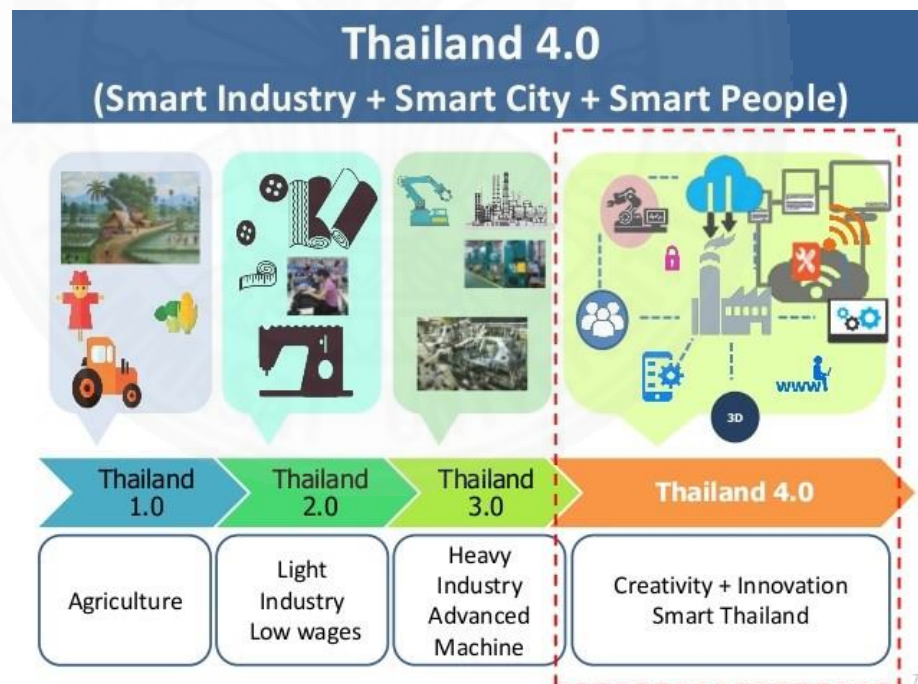 Thailand 4.0
(Smart Industry + Smart City + Smart People)
3D
www
Thailand
1.0
Thailand
2.0
Thailand
3.0
Thailand 4.0
Agriculture
Light
Industry
Low wages
Heavy
Industry
Advanced
Machine
Creativity + Innovation
Smart Thailand